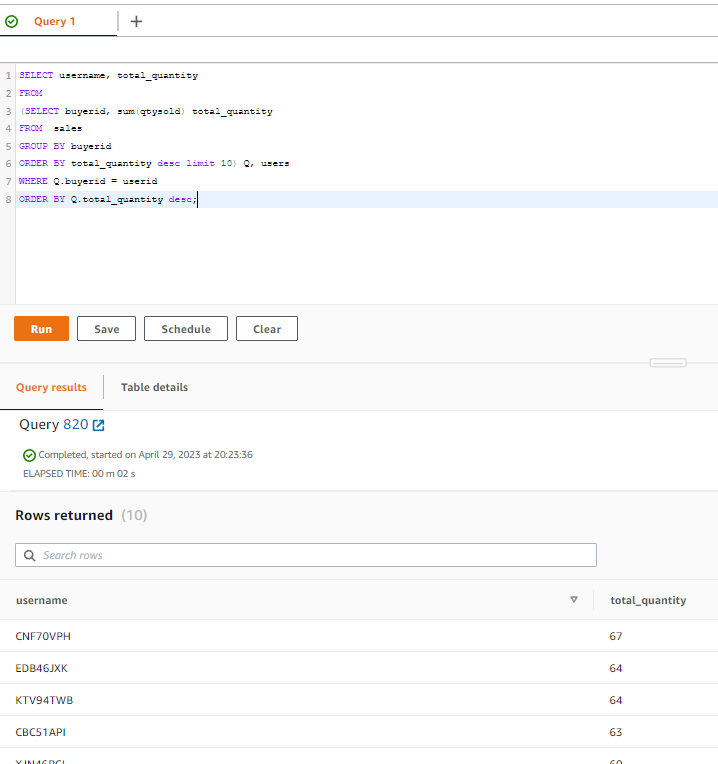 Query 1 +
1 SELECT username, total_quantity
2 FROM
3 (SELECT buyerid, sum(qtysold) total_quantity
4 FROM  sales
5 GROUP BY buyerid
6 ORDER BY total_quantity desc limit 10) Q, users
7 WHERE Q.buyerid = userid
8 ORDER BY Q.total_quantity desc;
Run Save Schedule Clear
Query results Table details
Query 820
Completed, started on April 29, 2023 at 20:23:36
ELAPSED TIME: 00 m 02 s
Rows returned (10)
Search rows
username total_quantity
CNF70VPH 67
EDB46JXK 64
KTV94TWB 64
CBC51API 63